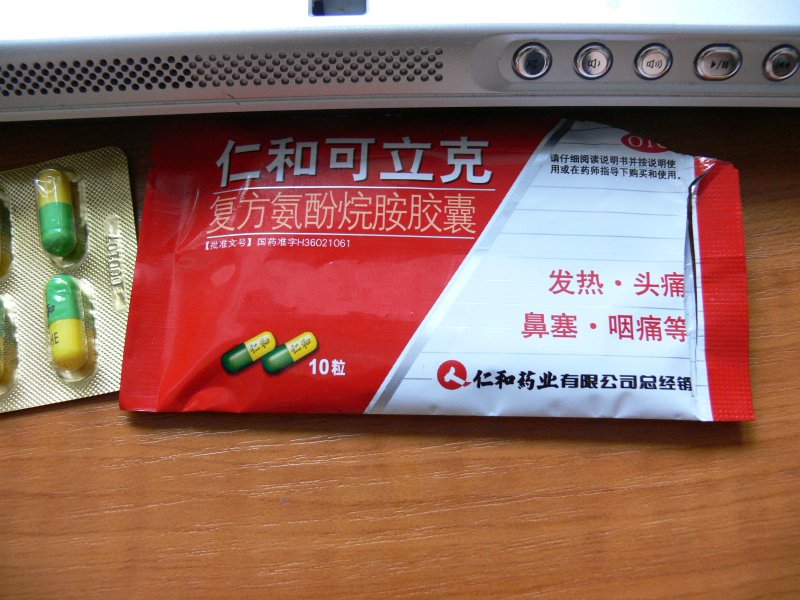 仁和可立克
复方氨酚烷胺胶囊
【批准文号】国药准字H36021061
OTC
请仔细阅读说明书并按说明使
用或在药师指导下购买和使用。
发热·头痛
鼻塞·咽痛等
10粒
仁和药业有限公司总经销